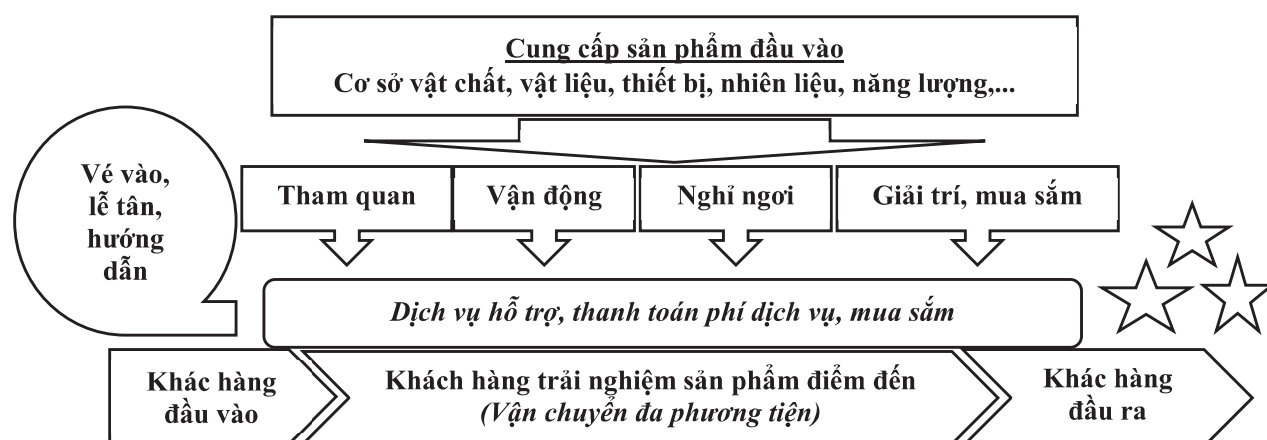 Cung cấp sản phẩm đầu vào
Cơ sở vật chất, vật liệu, thiết bị, nhiên liệu, năng lượng,...
Vé vào,
lễ tân,
hướng
dẫn
Tham quan
Vận động
Nghỉ ngơi
Giải trí, mua sắm
Dịch vụ hỗ trợ, thanh toán phí dịch vụ, mua sắm
Khác hàng
đầu vào
Khách hàng trải nghiệm sản phẩm điểm đến
(Vận chuyển đa phương tiện)
Khác hàng
đầu ra